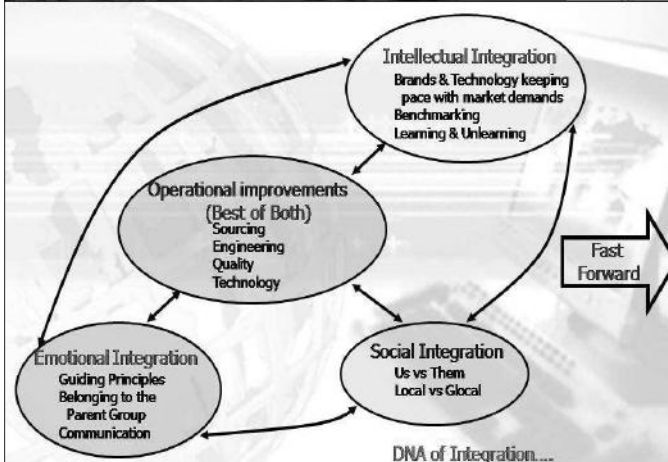 Intellectual Integration
Brands & Technology keeping
pace with market demands
Benchmarking
Learning & Unlearning
Operational improvements
(Best of Both)
Sourcing
Engineering
Quality
Technology
Fast
Forward
Emotional Integration
Guiding Principles
Belonging to the
Parent Group
Communication
Social Integration
Us vs Them
Local vs Glocal
DNA of Integration....